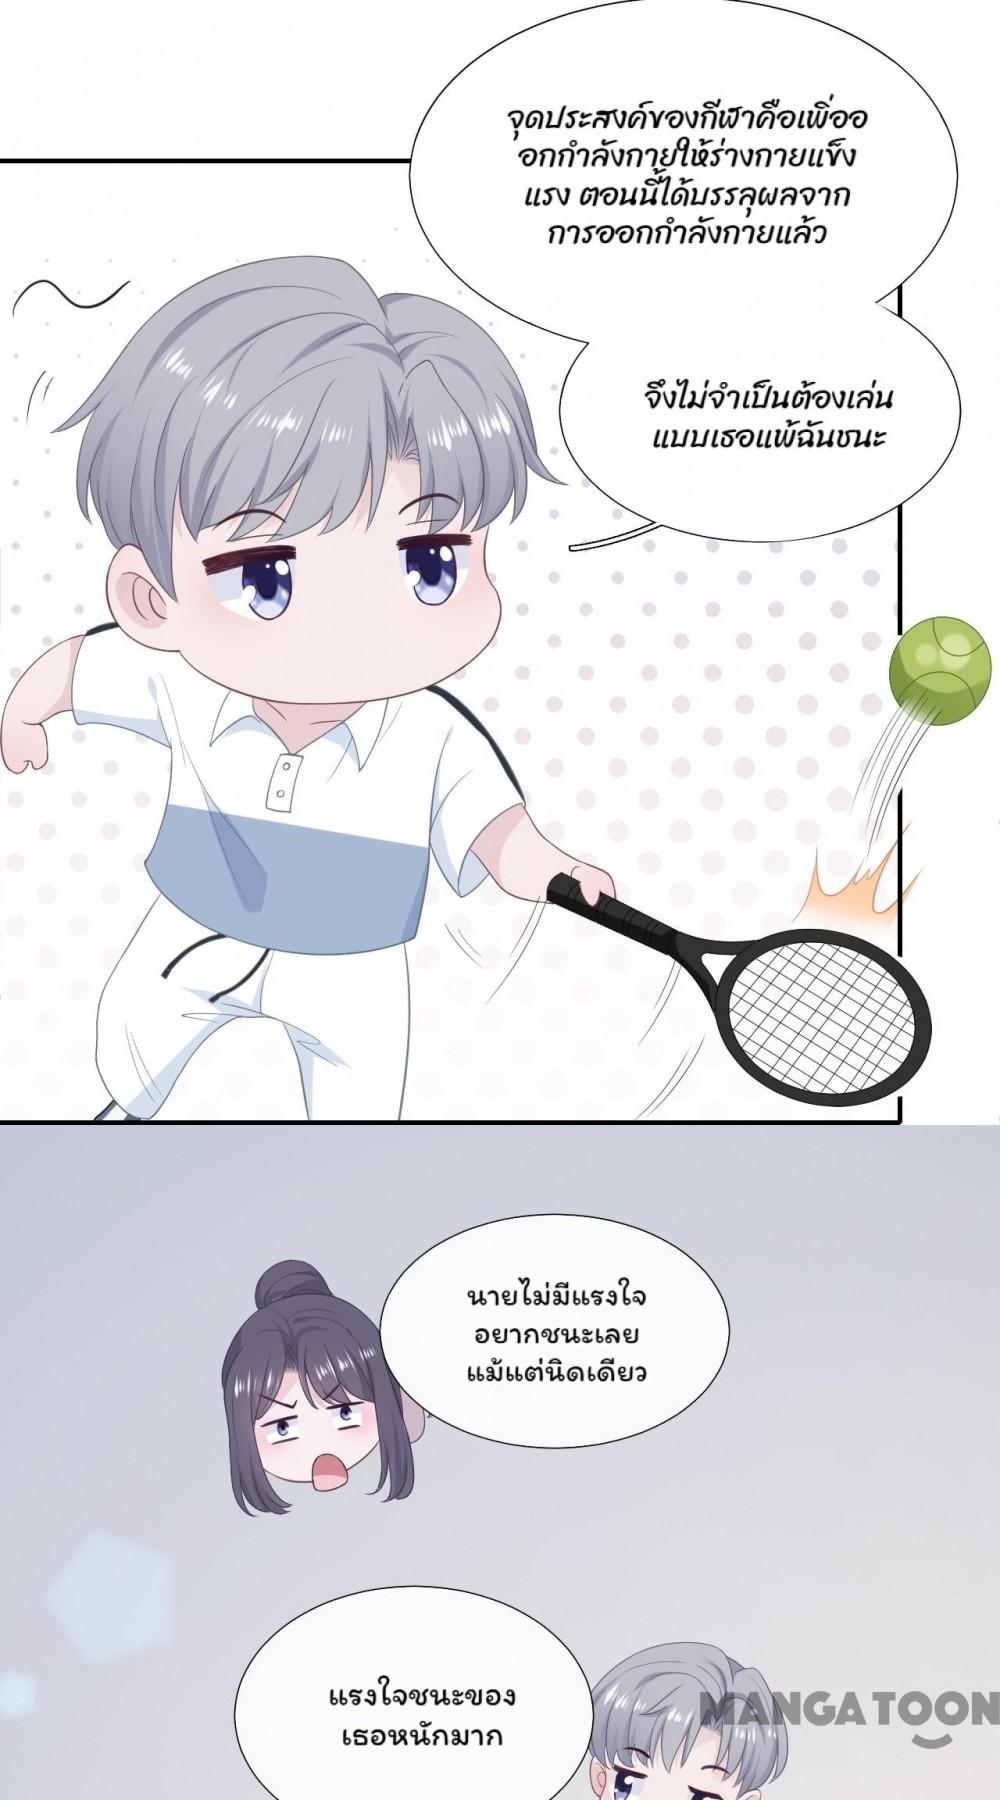 จุดประสงค์ของกีฬาคือเพื่ออ
อกกำลังกายให้ร่างกายแข็ง
แรง ตอนนี้ได้บรรลุผลจาก
การออกกำลังกายแล้ว
จึงไม่จำเป็นต้องเล่น
แบบเธอแพ้ฉันชนะ
นายไม่มีแรงใจ
อยากชนะเลย
แม้แต่นิดเดียว
แรงใจชนะของ
เธอหนักมาก
MANGATOON